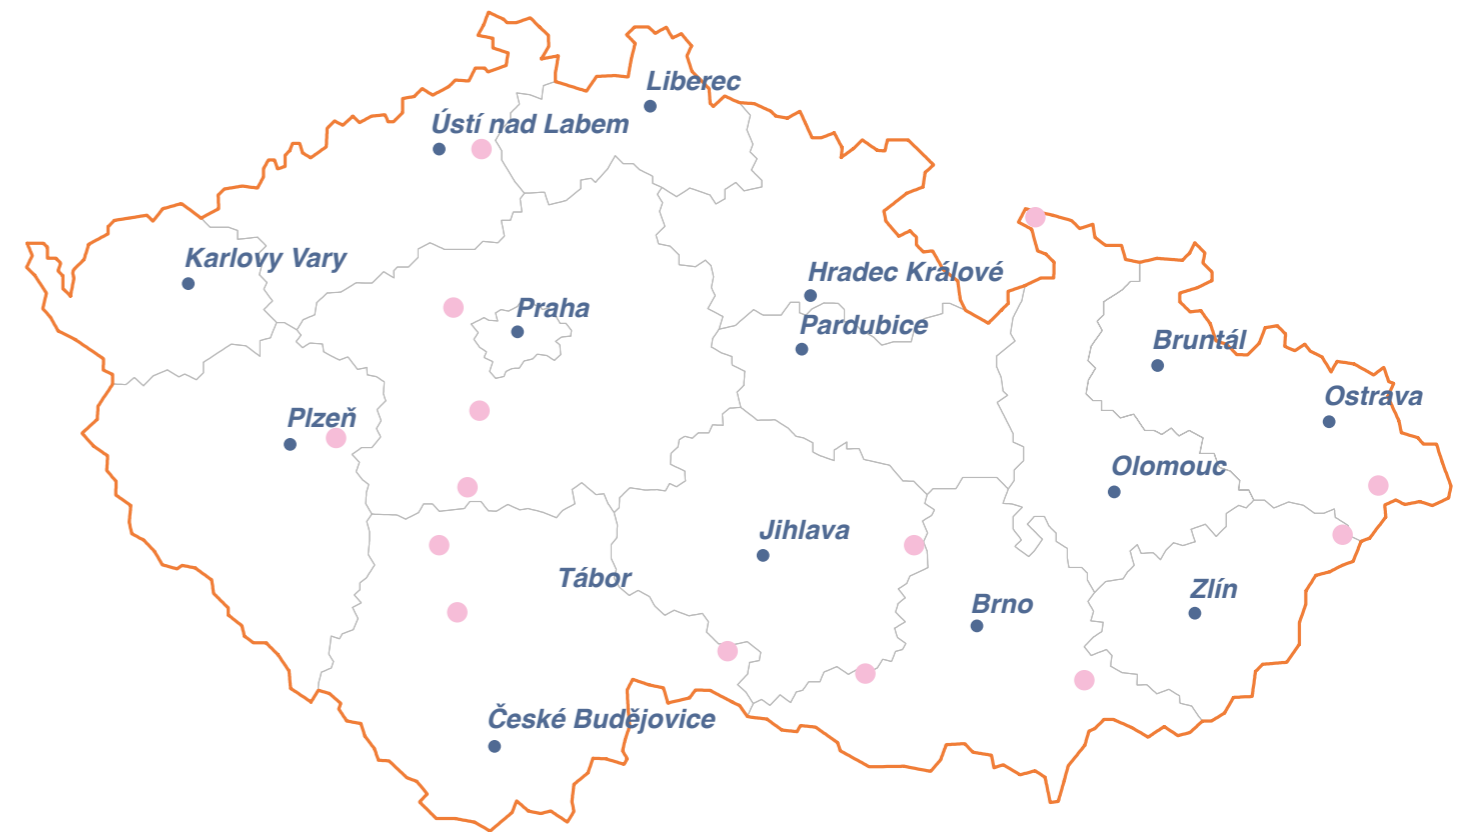 Liberec
Ústí nad Labem
Karlovy Vary
Hradec Králové
Praha
Pardubice
Bruntál
Ostrava
Plzeň
Olomouc
Jihlava
Tábor
Zlín
Brno
České Budějovice